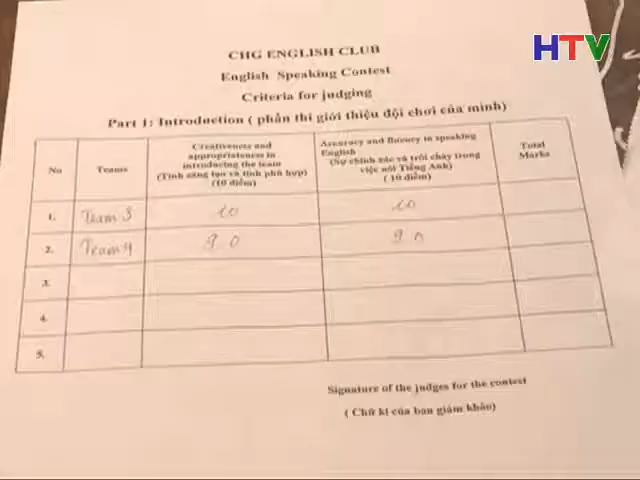 HTV
CHG ENGLISH CLUB
English Speaking Contest
Criteria for judging
Part 1: Introduction ( phần thi giới thiệu đội chơi của mình)
No
Teams
Creativeness and
appropriateness in
introducing the team
(Tính sáng tạo và tính phù hợp)
(10 điểm)
Accuracy and fluency in speaking
English
(Sự chính xác và trôi chảy trong
việc nói Tiếng Anh)
( 10 điểm)
Total
Marks
1. Team 3 10 10
2. Team 4 9.0 9.0
3.
4.
5.
Signature of the judges for the contest
( Chữ kí của ban giám khảo)